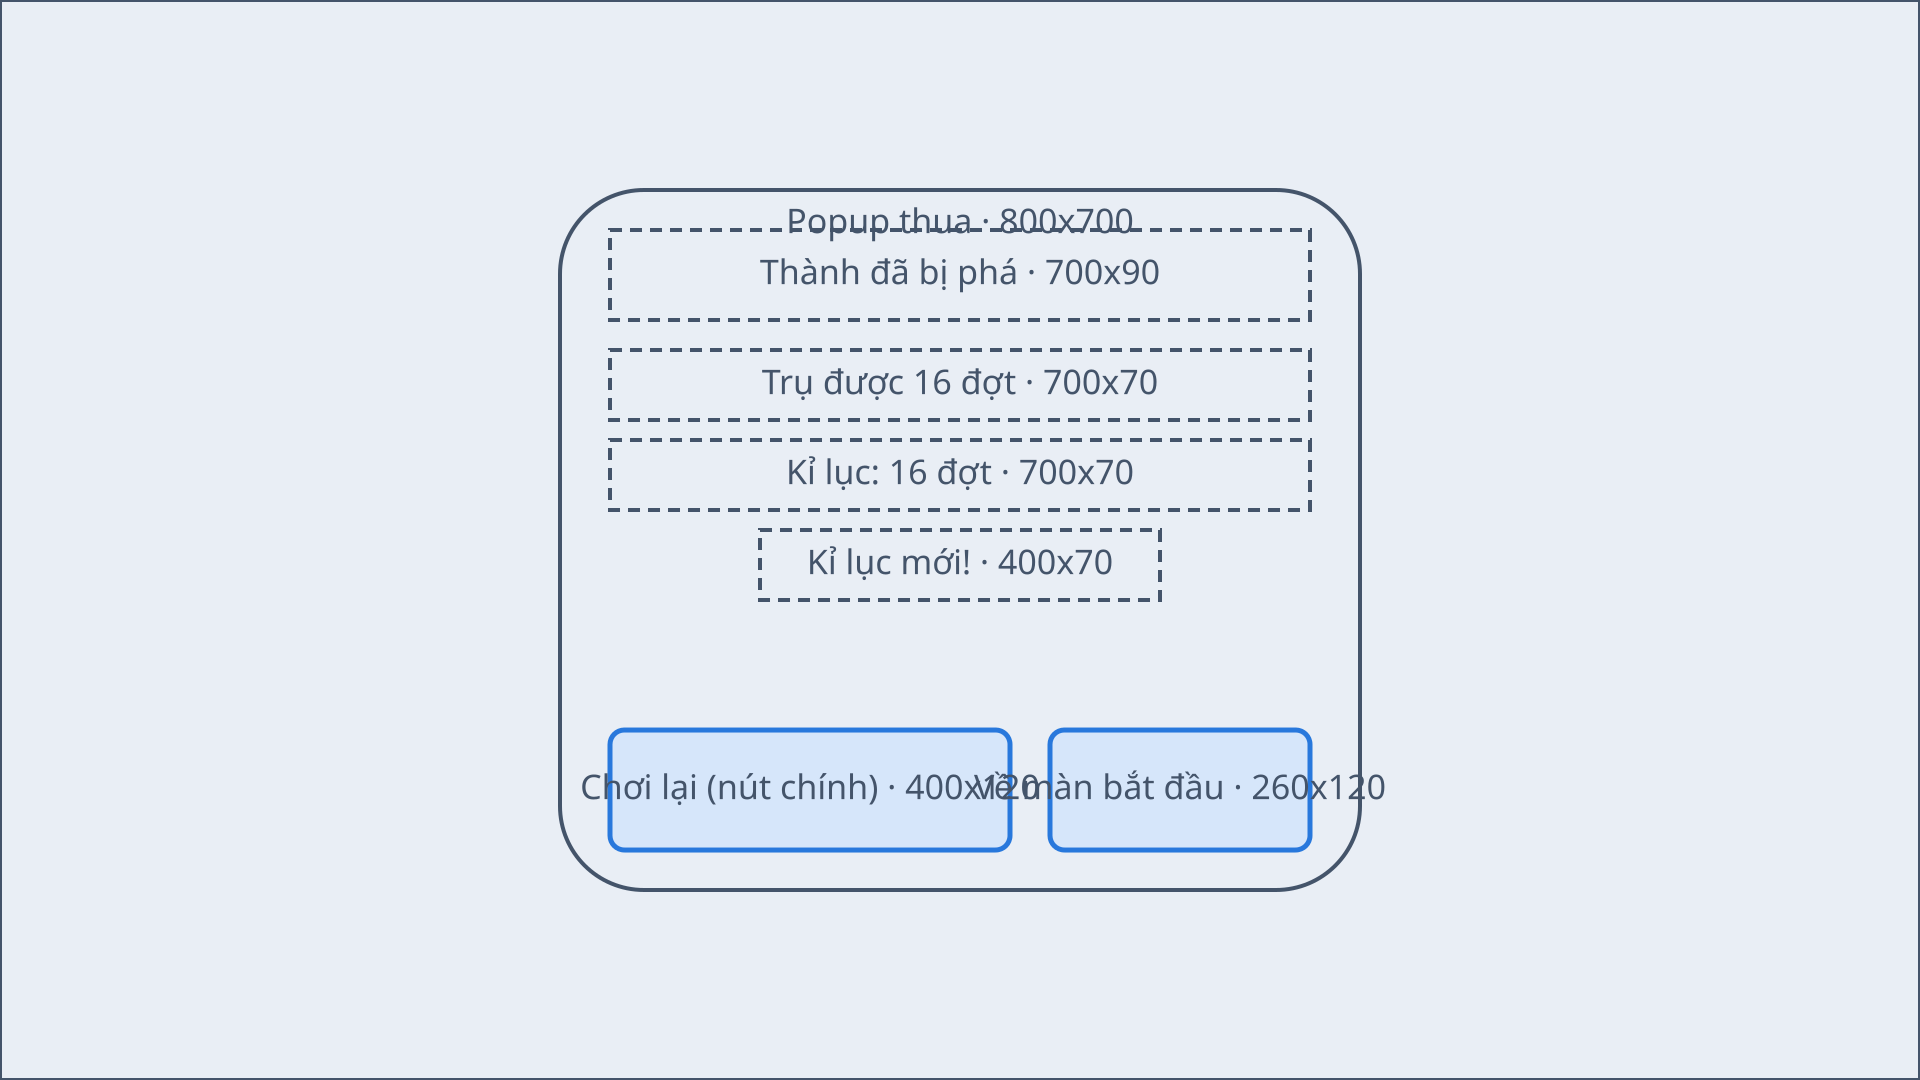 Popup thua · 800x700
Thành đã bị phá · 700x90
Trụ được 16 đợt · 700x70
Kỉ lục: 16 đợt · 700x70
Kỉ lục mới! · 400x70
Chơi lại (nút chính) · 400x120
Về màn bắt đầu · 260x120